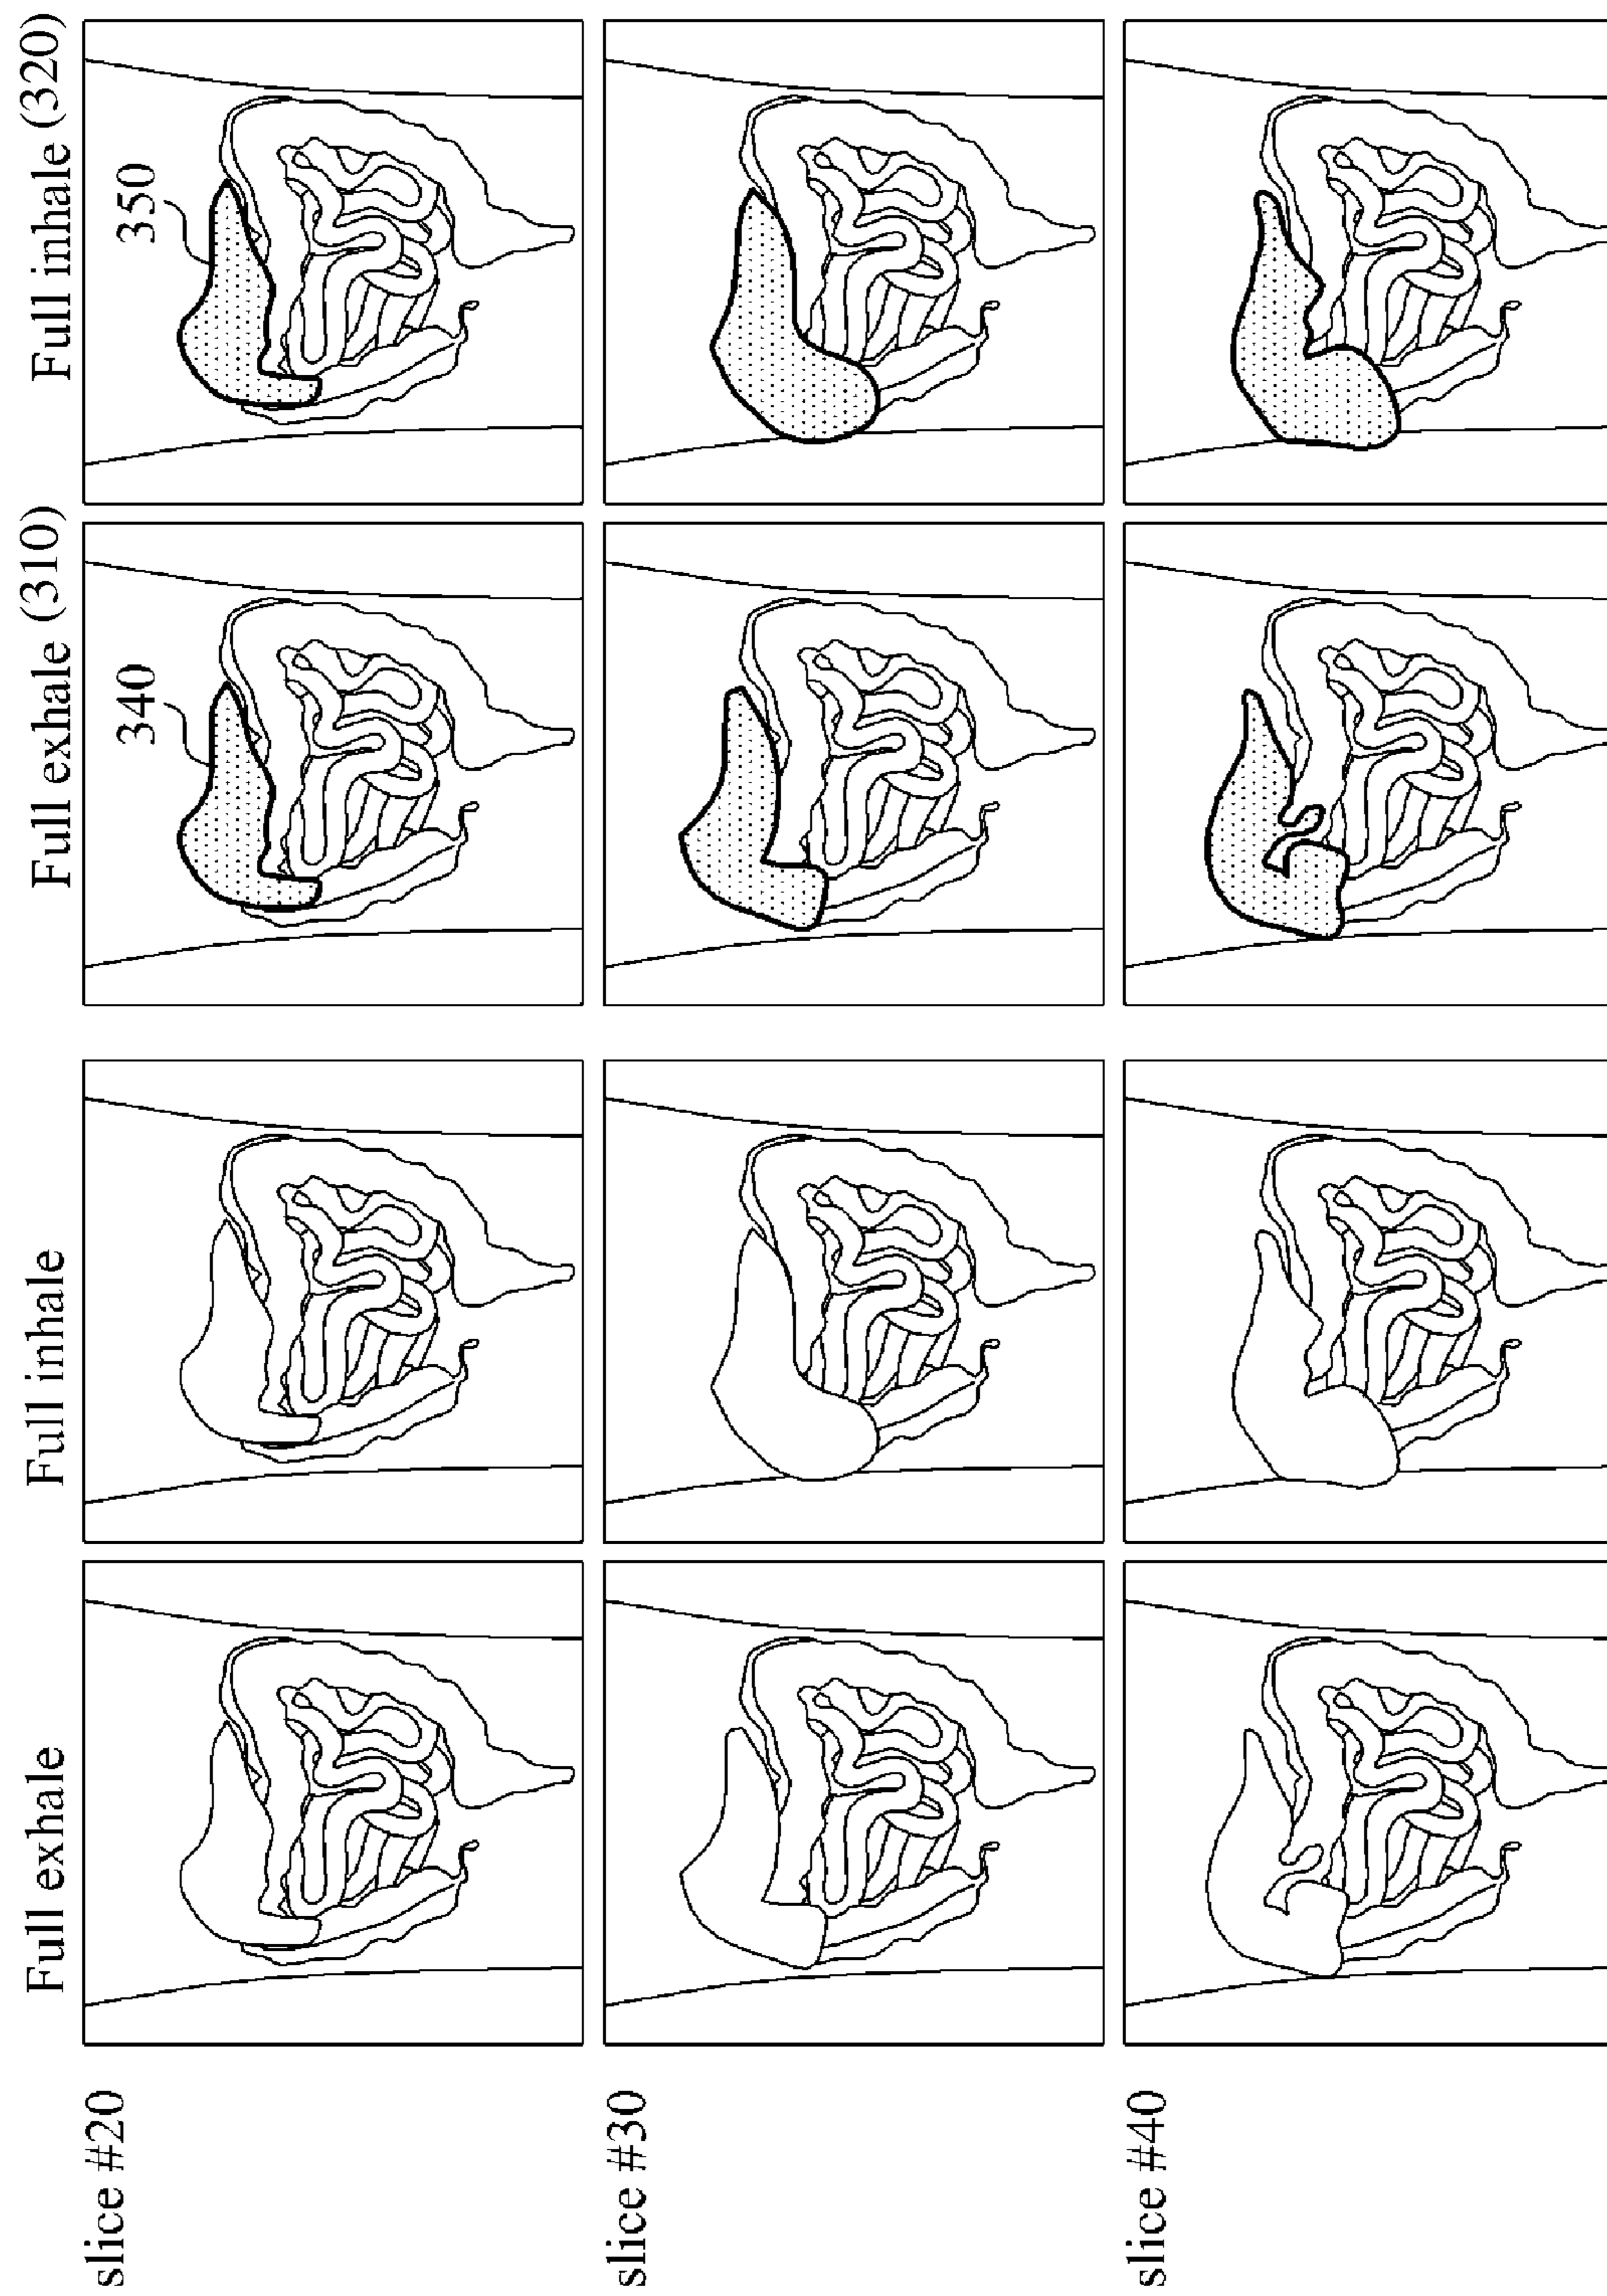 Full exhale
Full inhale
Full exhale (310)
Full inhale (320)
340
350
slice #20
slice #30
slice #40